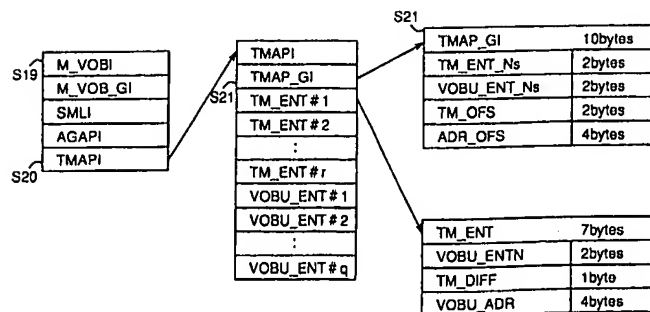 S19
M_VOBI
M_VOB_GI
SMLI
AGAPI
TMAPI
S20
TMAPI
TMAP_GI
S21
TM_ENT#1
TM_ENT#2
:
TM_ENT#r
VOBU_ENT#1
VOBU_ENT#2
:
VOBU_ENT#q
S21
TMAP_GI 10bytes
TM_ENT_Ns 2bytes
VOBU_ENT_Ns 2bytes
TM_OFS 2bytes
ADR_OFS 4bytes
TM_ENT 7bytes
VOBU_ENTN 2bytes
TM_DIFF 1byte
VOBU_ADR 4bytes